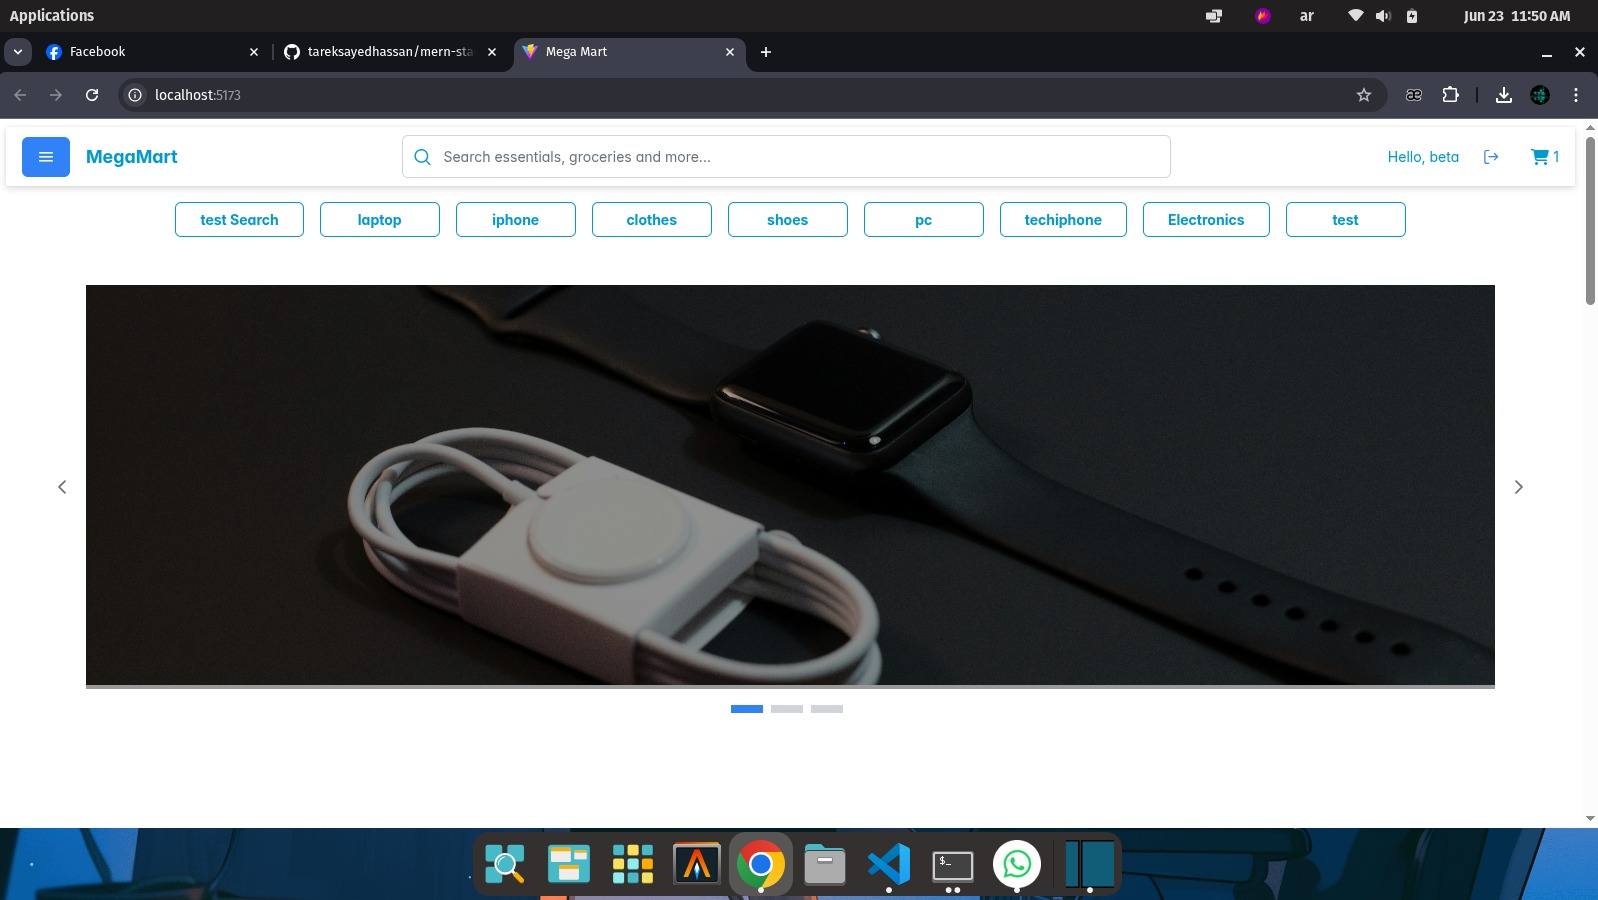 Applications
ar
Jun 23 11:50 AM
Facebook
tareksayedhassan/mern-sta
Mega Mart
localhost:5173
æ
MegaMart
Search essentials, groceries and more...
Hello, beta
1
test Search
laptop
iphone
clothes
shoes
pc
techiphone
Electronics
test
$_